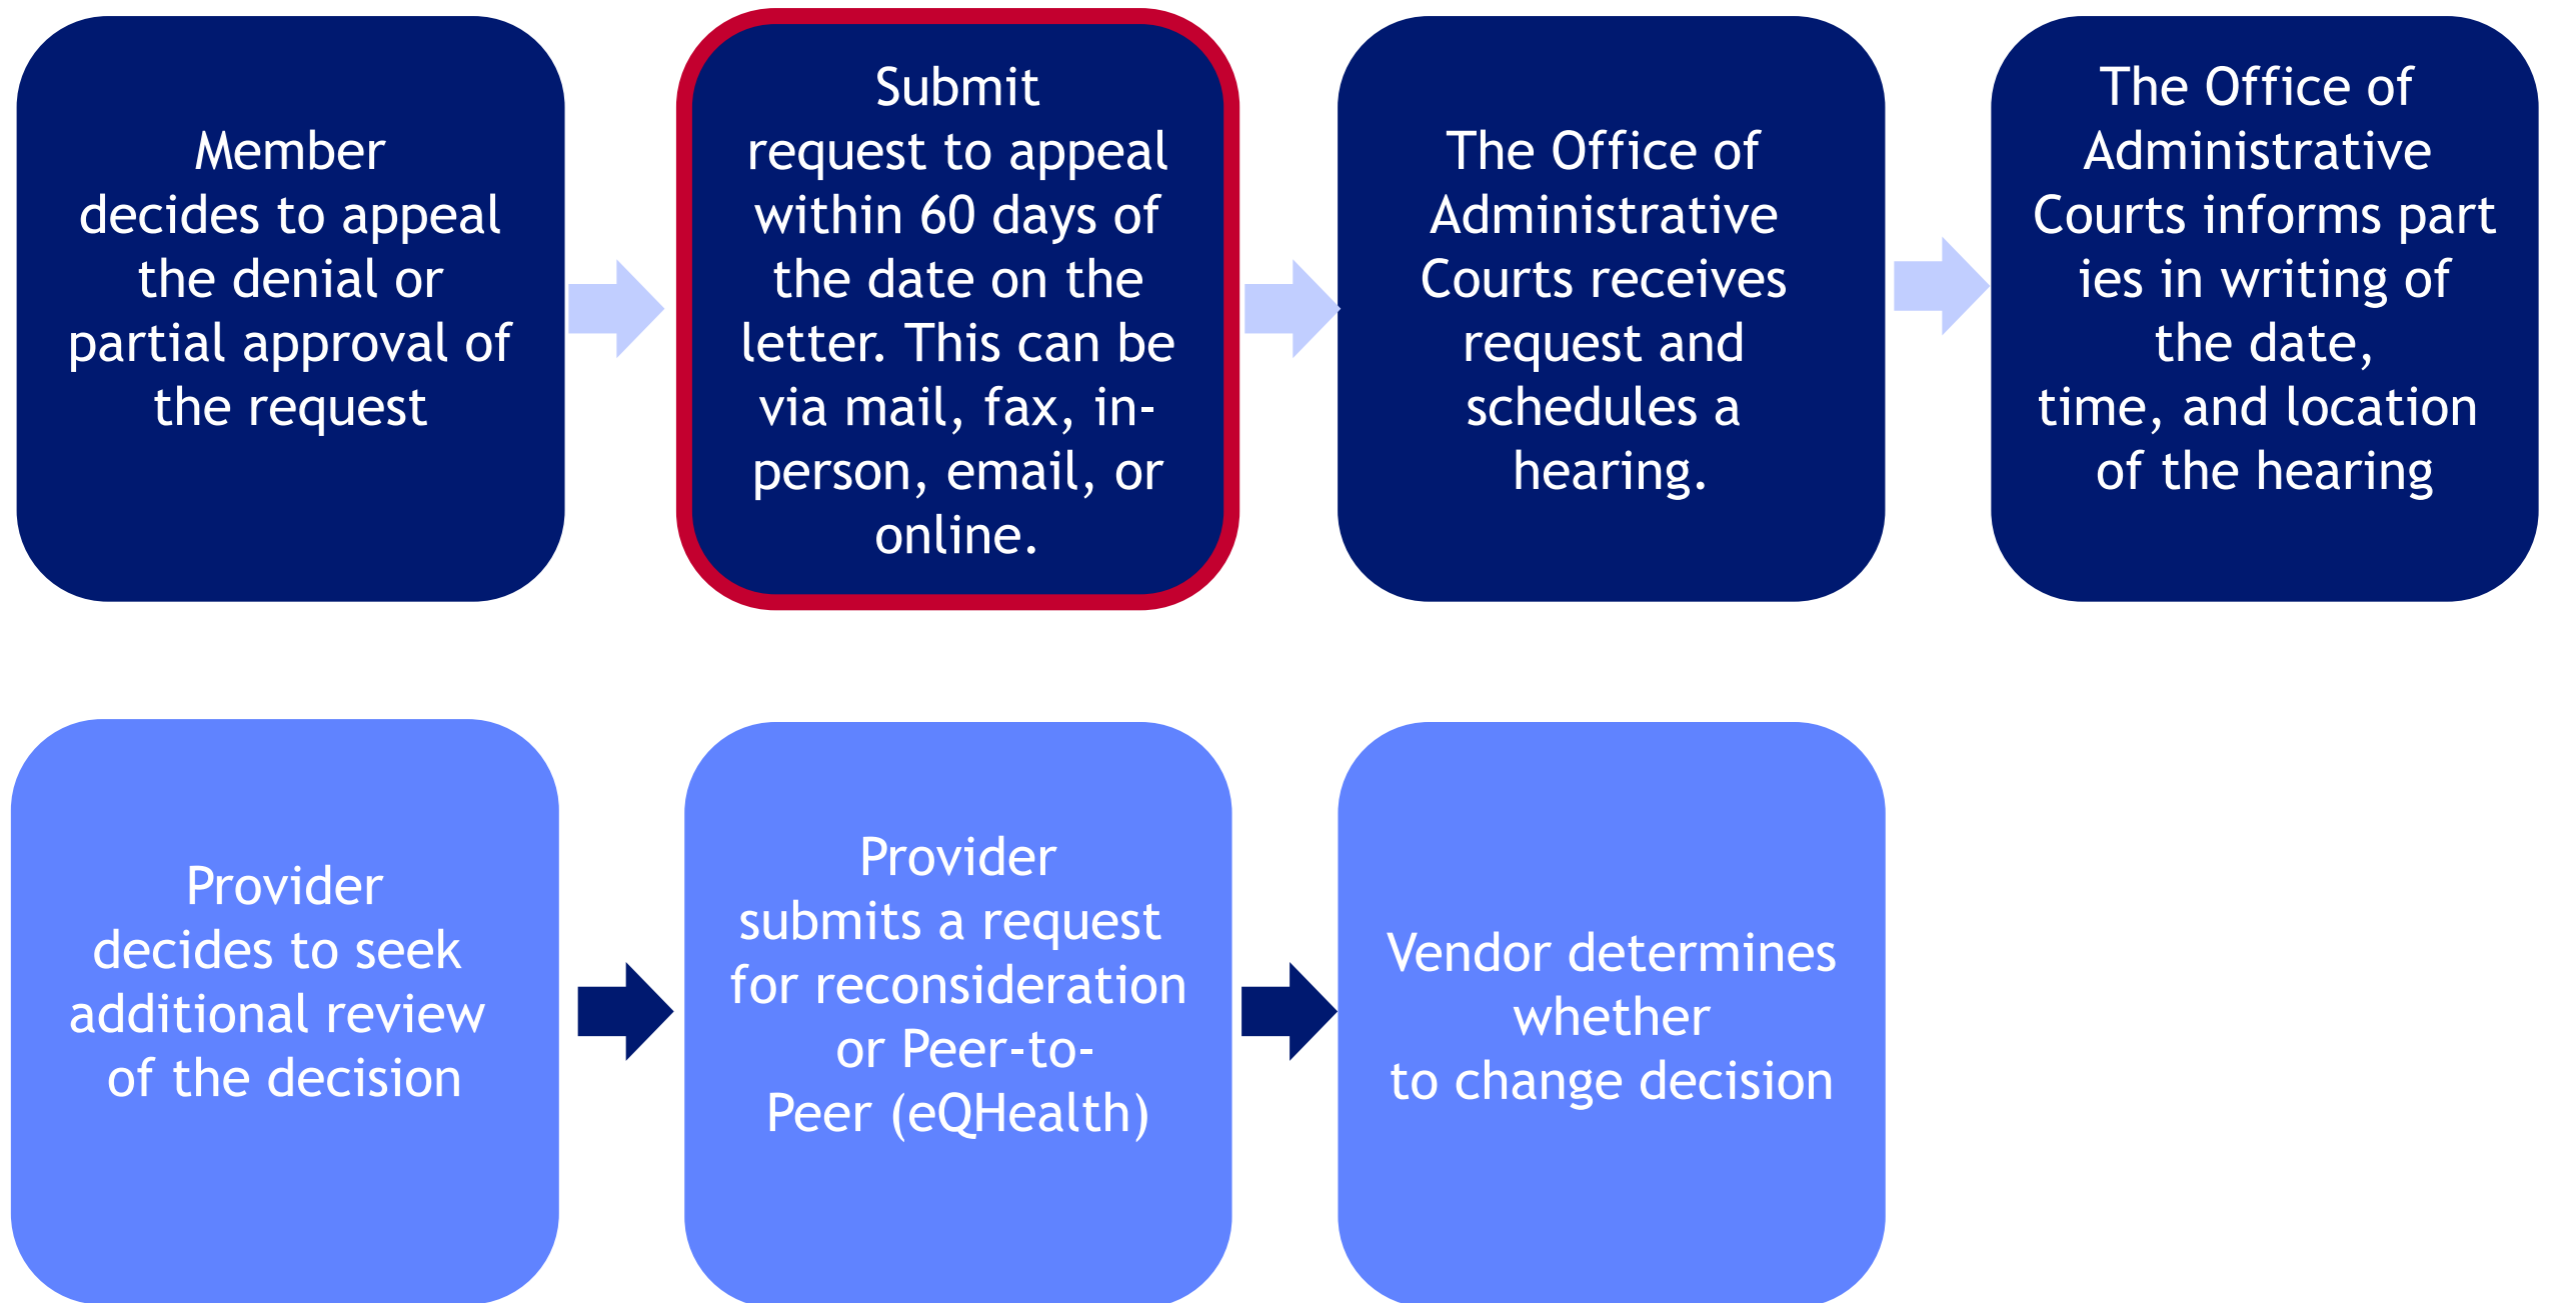 Member
decides to appeal
the denial or
partial approval of
the request
Submit
request to appeal
within 60 days of
the date on the
letter. This can be
via mail, fax, in-
person, email, or
online.
The Office of
Administrative
Courts receives
request and
schedules a
hearing.
The Office of
Administrative
Courts informs part
ies in writing of
the date,
time, and location
of the hearing
Provider
decides to seek
additional review
of the decision
Provider
submits a request
for reconsideration
or Peer-to-
Peer (eQHealth)
Vendor determines
whether
to change decision